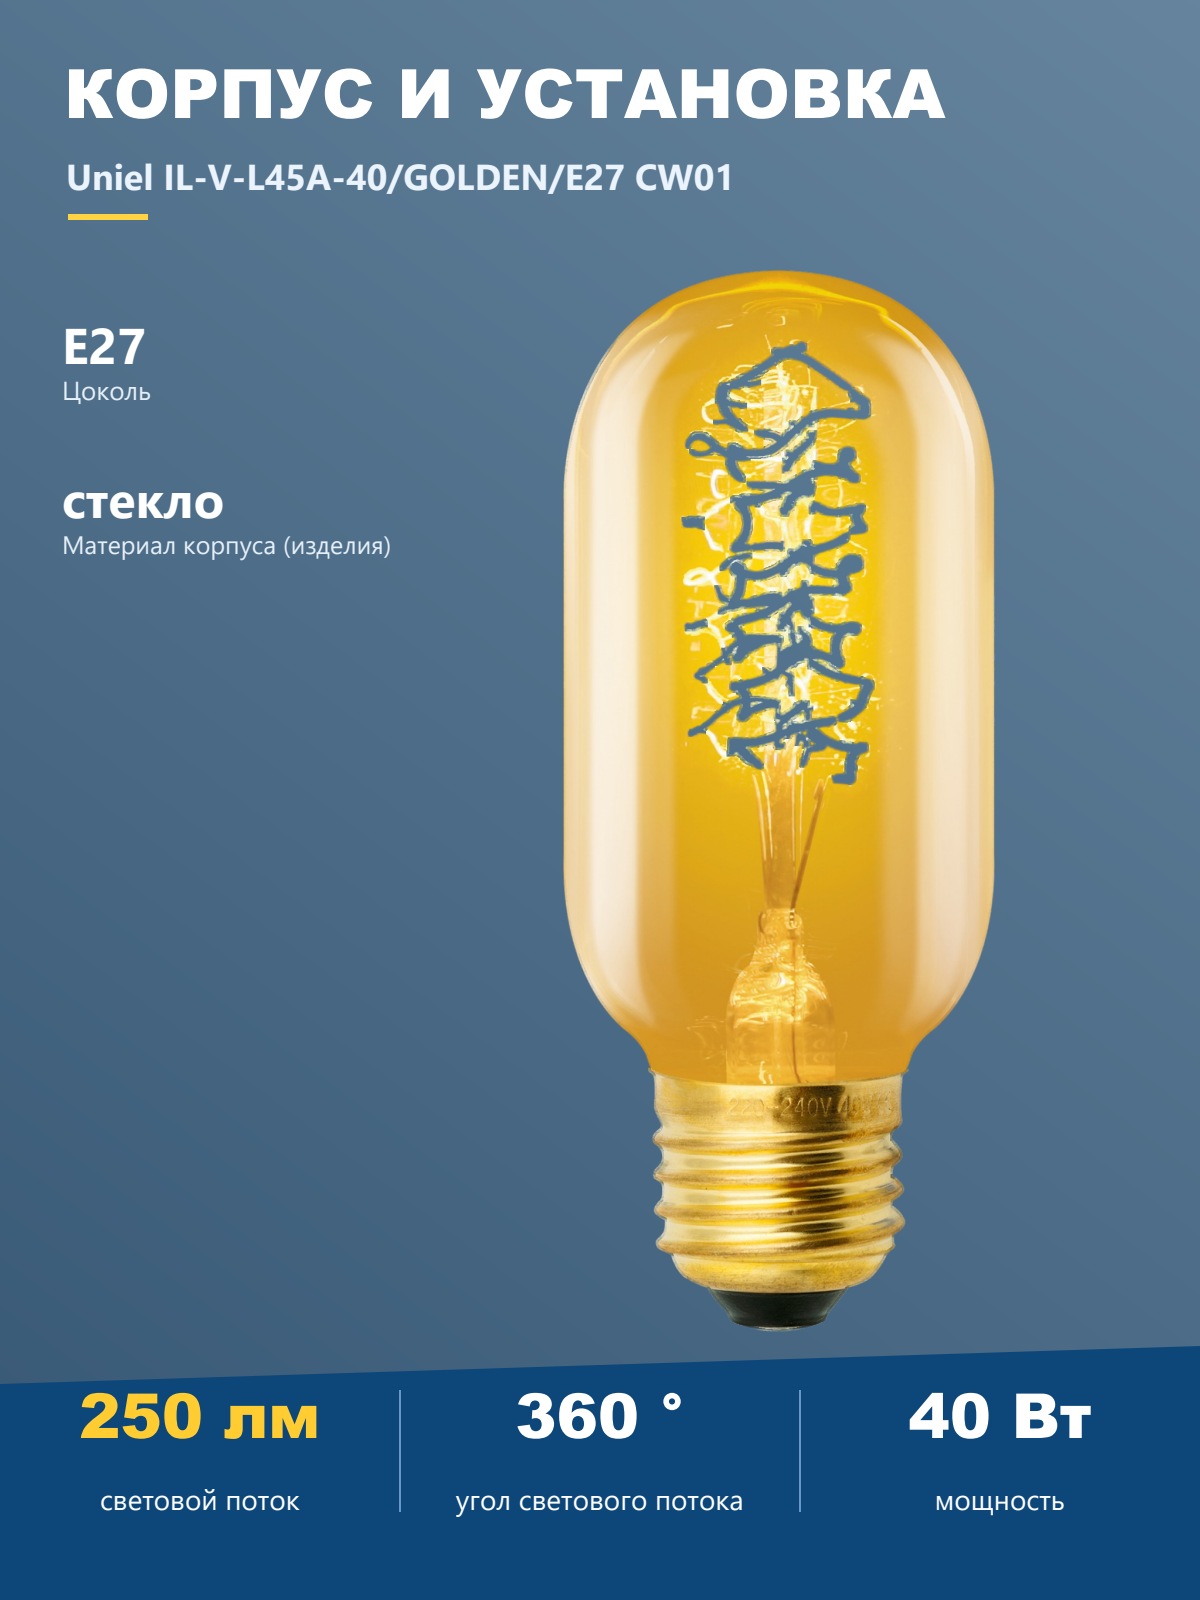 КОРПУС И УСТАНОВКА
Uniel IL-V-L45A-40/GOLDEN/E27 CW01
E27
Цоколь
стекло
Материал корпуса (изделия)
240V
250 лм
световой поток
360 °
угол светового потока
40 Вт
мощность